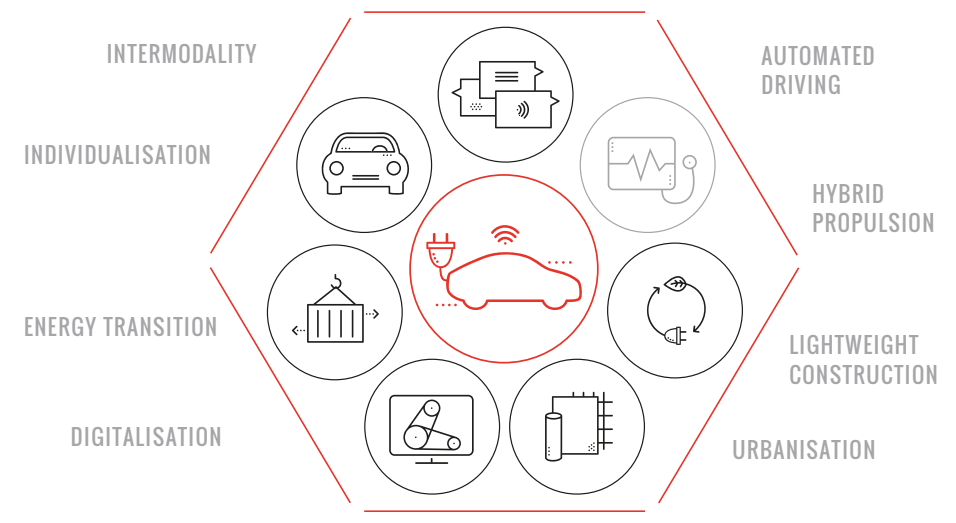 INTERMODALITY
AUTOMATED
DRIVING
INDIVIDUALISATION
HYBRID
PROPULSION
ENERGY TRANSITION
LIGHTWEIGHT
CONSTRUCTION
DIGITALISATION
URBANISATION